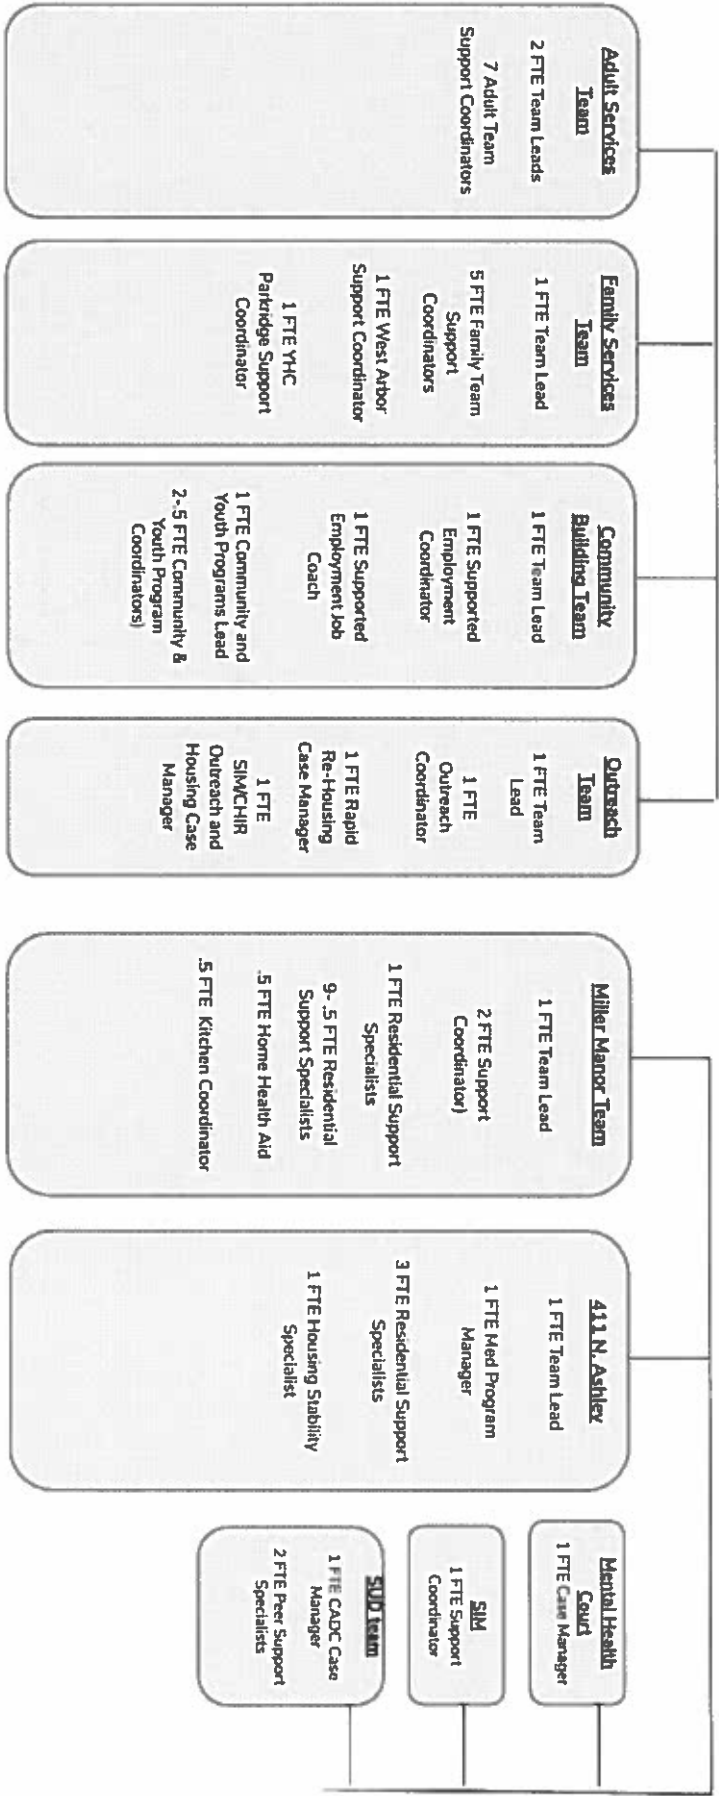 Adult Services
Team
2 FTE Team Leads
7 Adult Team
Support Coordinators
Family Services
Team
1 FTE Team Lead
5 FTE Family Team
Support
Coordinators
1 FTE West Arbor
Support Coordinator
1 FTE YHC
Parkridge Support
Coordinator
Community
Building Team
1 FTE Team Lead
1 FTE Supported
Employment
Coordinator
1 FTE Supported
Employment Job
Coach
1 FTE Community and
Youth Programs Lead
2-.5 FTE Community &
Youth Program
Coordinators)
Outreach
Team
1 FTE Team
Lead
1 FTE
Outreach
Coordinator
1 FTE Rapid
Re-Housing
Case Manager
1 FTE
SIM/CHIR
Outreach and
Housing Case
Manager
Miller Manor Team
1 FTE Team Lead
2 FTE Support
Coordinator)
1 FTE Residential Support
Specialists
9- .5 FTE Residential
Support Specialists
.5 FTE Home Health Aid
.5 FTE Kitchen Coordinator
411 N. Ashley
1 FTE Team Lead
1 FTE Med Program
Manager
3 FTE Residential Support
Specialists
1 FTE Housing Stability
Specialist
Mental Health
Court
1 FTE Case Manager
SIM
1 FTE Support
Coordinator
SUD team
1 FTE CADC Case
Manager
2 FTE Peer Support
Specialists